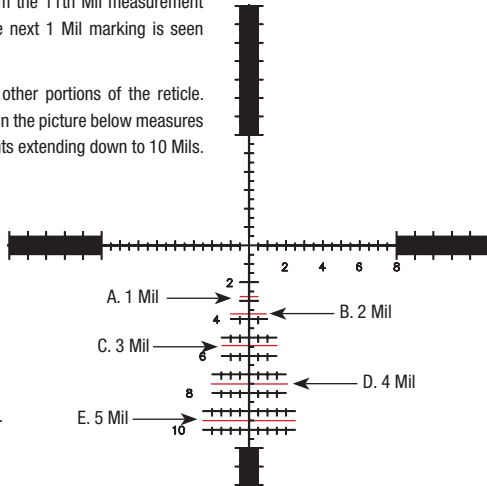 m the 11th Mil measurement
e next 1 Mil marking is seen
other portions of the reticle.
n the picture below measures
nts extending down to 10 Mils.
2 4 6 8
2
A. 1 Mil
B. 2 Mil
4
C. 3 Mil
6
D. 4 Mil
8
E. 5 Mil
10